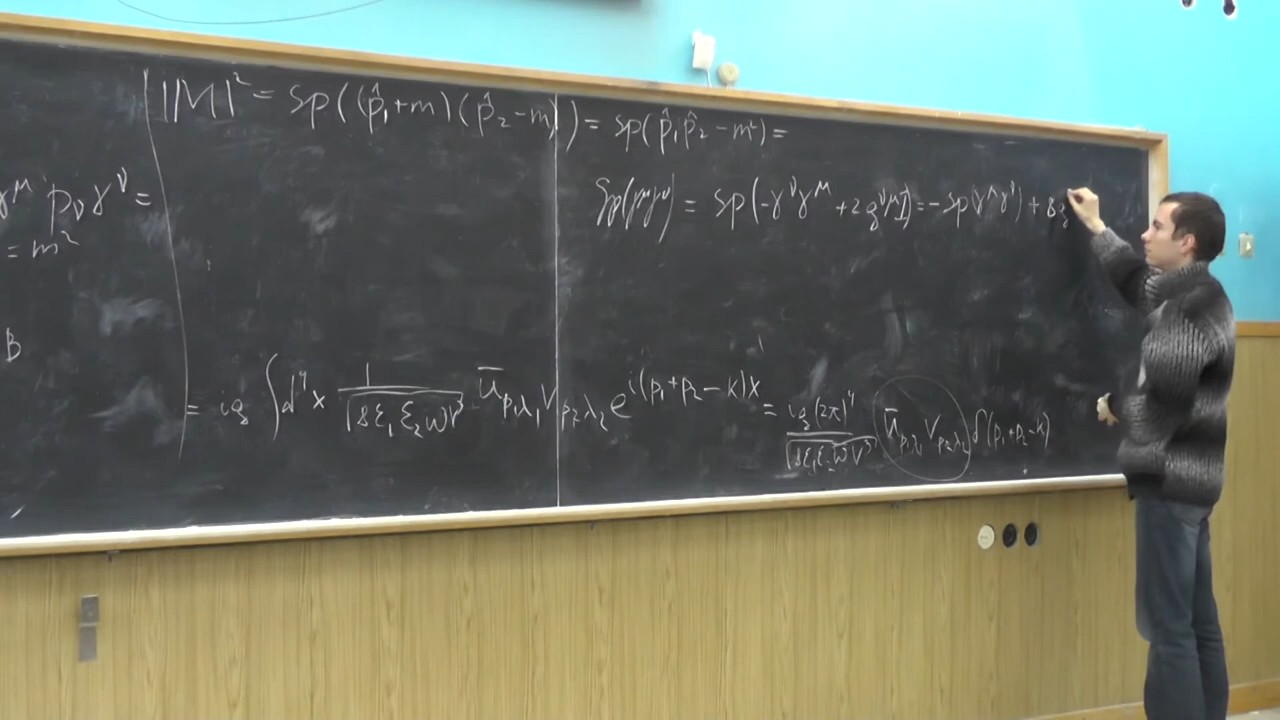 |M|² = Sp((p̂₁+m)(p̂₂−m)) = Sp(p̂₁p̂₂ − m²) =
γ^μ p_ν γ^ν =
= m²
Sp(γ^μγ^ν) = Sp(−γ^νγ^μ + 2g^{νμ}I) = −Sp(γ^μγ^ν) + 8g
B
= ig ∫d⁴x 1/√(8ε₁ε₂ωV³) ū_{p₁λ₁} v_{p₂λ₂} e^{i(p₁+p₂−k)x} = ig(2π)⁴/√(8ε₁ε₂ωV³) ū_{p₁λ₁} v_{p₂λ₂} δ(p₁+p₂−k)